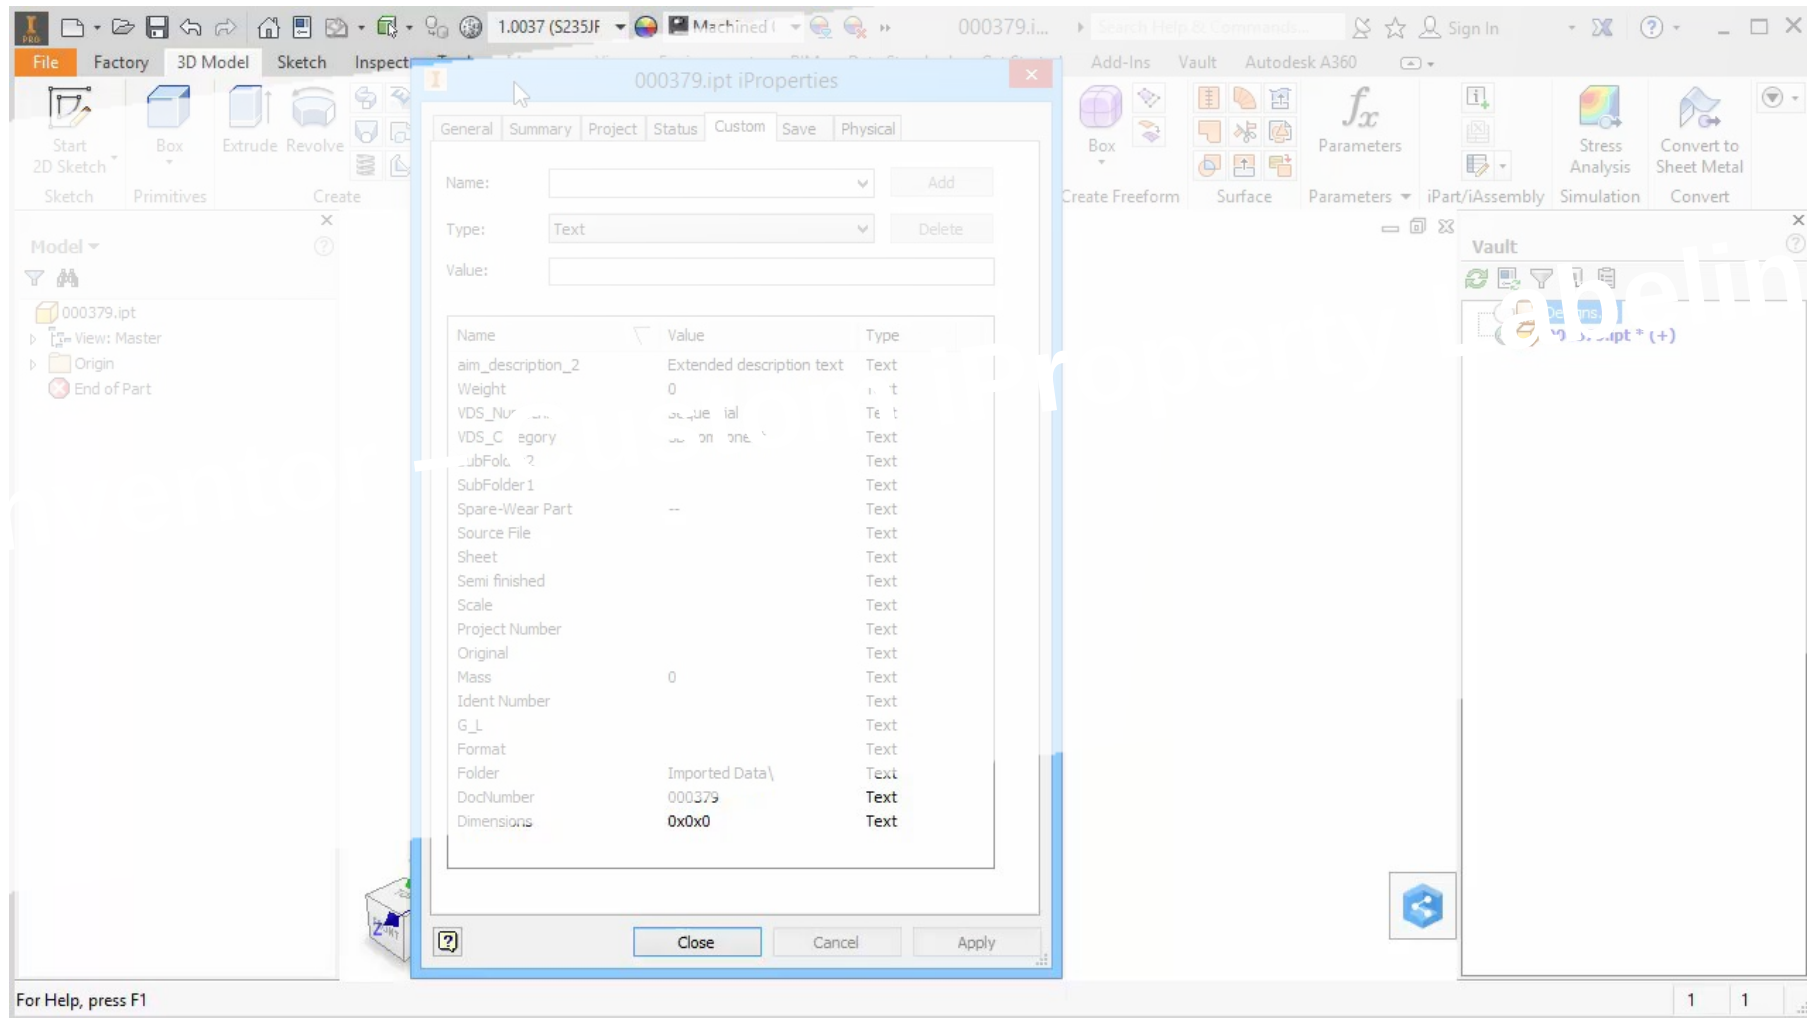 1.0037 (S235JF
Machined (
000379.i...
Search Help & Commands...
Sign In
File
Factory
3D Model
Sketch
Inspect
Add-Ins
Vault
Autodesk A360
Start
2D Sketch
Box
Extrude
Revolve
Box
Parameters
Stress
Analysis
Convert to
Sheet Metal
Sketch
Primitives
Create
Create Freeform
Surface
Parameters
iPart/iAssembly
Simulation
Convert
Model
000379.ipt
View: Master
Origin
End of Part
000379.ipt iProperties
General
Summary
Project
Status
Custom
Save
Physical
Name:
Add
Type:
Text
Delete
Value:
Name Value Type
aim_description_2 Extended description text Text
Weight 0
Text
Text
Text
SubFolder1 Text
Spare-Wear Part -- Text
Source File Text
Sheet Text
Semi finished Text
Scale Text
Project Number Text
Original Text
Mass 0 Text
Ident Number Text
G_L Text
Format Text
Folder Imported Data\ Text
DocNumber 000379 Text
Dimensions 0x0x0 Text
Close
Cancel
Apply
Vault
iProperty
For Help, press F1
1 1